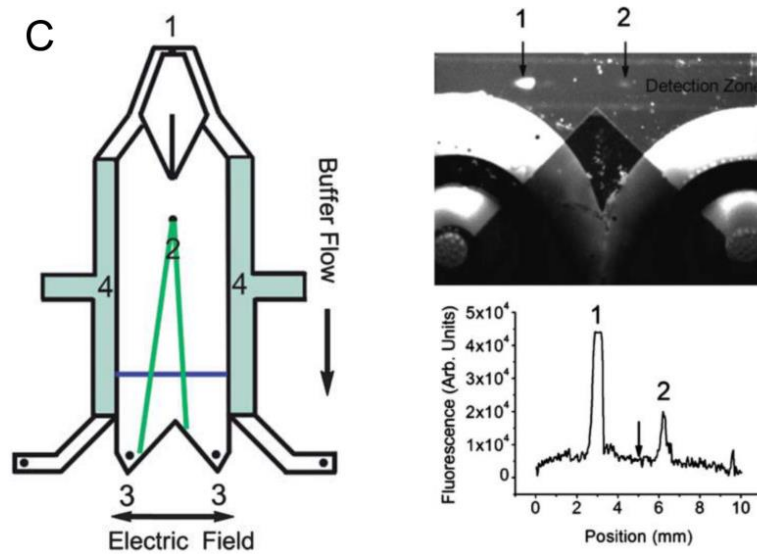 C
1
2
4
4
3
3
Electric Field
Buffer Flow
1
2
Detection Zone
Fluorescence (Arb. Units)
5x10⁴
4x10⁴
3x10⁴
2x10⁴
1x10⁴
0
1
2
0
2
4
6
8
10
Position (mm)